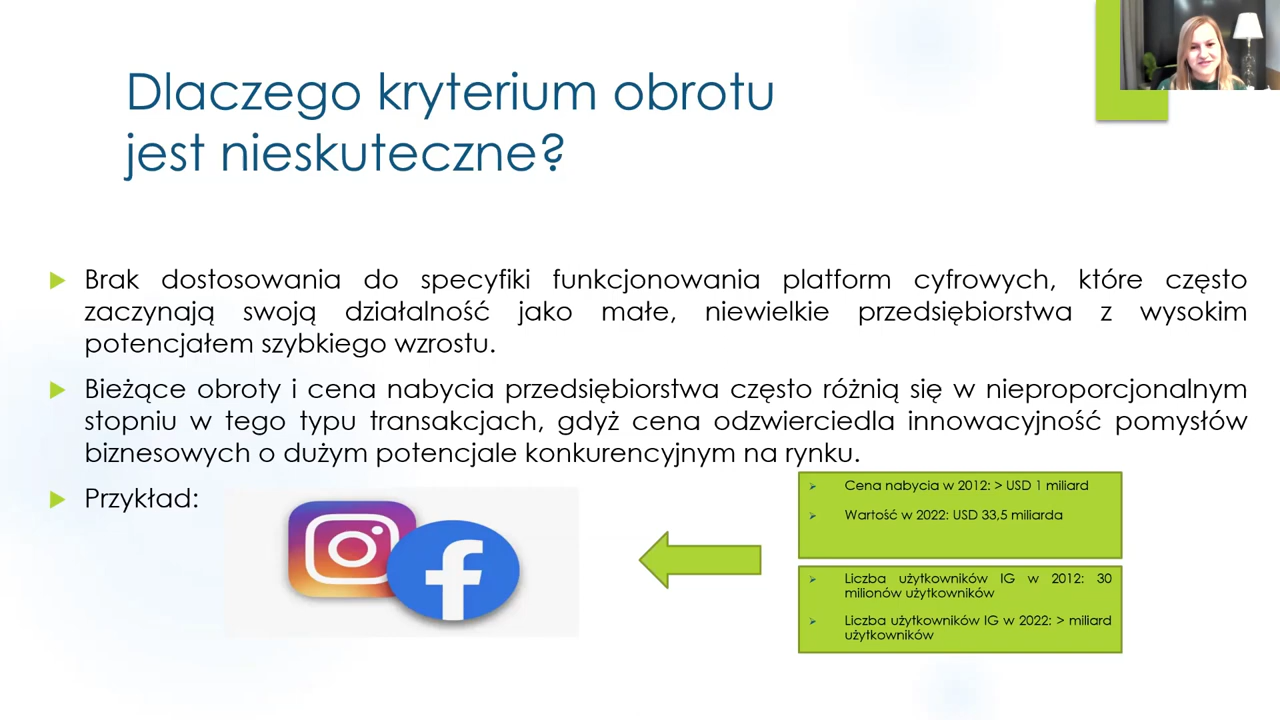 Dlaczego kryterium obrotu
jest nieskuteczne?
Brak dostosowania do specyfiki funkcjonowania platform cyfrowych, które często
zaczynają swoją działalność jako małe, niewielkie przedsiębiorstwa z wysokim
potencjałem szybkiego wzrostu.
Bieżące obroty i cena nabycia przedsiębiorstwa często różnią się w nieproporcjonalnym
stopniu w tego typu transakcjach, gdyż cena odzwierciedla innowacyjność pomysłów
biznesowych o dużym potencjale konkurencyjnym na rynku.
Przykład:
Cena nabycia w 2012: > USD 1 miliard
Wartość w 2022: USD 33,5 miliarda
Liczba użytkowników IG w 2012: 30
milionów użytkowników
Liczba użytkowników IG w 2022: > miliard
użytkowników